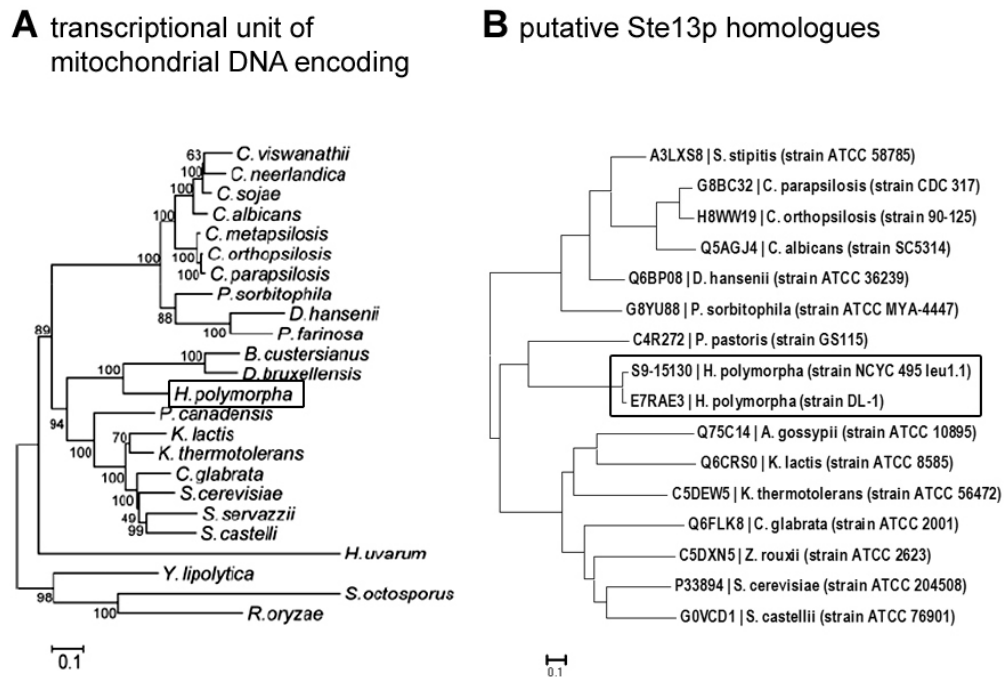 A transcriptional unit of
mitochondrial DNA encoding
63
C. viswanathii
100
C. neerlandica
100
C. sojae
100
C. albicans
C. metapsilosis
100
C. orthopsilosis
100
C. parapsilosis
P. sorbitophila
88
D. hansenii
100
P. farinosa
89
100
B. custersianus
100
D. bruxellensis
H. polymorpha
94
P. canadensis
100
70
K. lactis
K. thermotolerans
100
C. glabrata
100
S. cerevisiae
49
S. servazzii
99
S. castelli
H. uvarum
Y. lipolytica
98
S. octosporus
100
R. oryzae
0.1
B putative Ste13p homologues
A3LXS8 | S. stipitis (strain ATCC 58785)
G8BC32 | C. parapsilosis (strain CDC 317)
H8WW19 | C. orthopsilosis (strain 90-125)
Q5AGJ4 | C. albicans (strain SC5314)
Q6BP08 | D. hansenii (strain ATCC 36239)
G8YU88 | P. sorbitophila (strain ATCC MYA-4447)
C4R272 | P. pastoris (strain GS115)
S9-15130 | H. polymorpha (strain NCYC 495 leu1.1)
E7RAE3 | H. polymorpha (strain DL-1)
Q75C14 | A. gossypii (strain ATCC 10895)
Q6CRS0 | K. lactis (strain ATCC 8585)
C5DEW5 | K. thermotolerans (strain ATCC 56472)
Q6FLK8 | C. glabrata (strain ATCC 2001)
C5DXN5 | Z. rouxii (strain ATCC 2623)
P33894 | S. cerevisiae (strain ATCC 204508)
G0VCD1 | S. castellii (strain ATCC 76901)
0.1